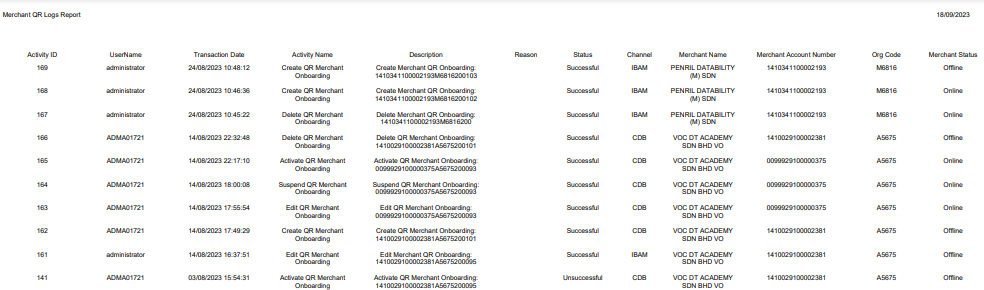 Merchant QR Logs Report 18/09/2023
Activity ID UserName Transaction Date Activity Name Description Reason Status Channel Merchant Name Merchant Account Number Org Code Merchant Status
169 administrator 24/08/2023 10:48:12 Create QR Merchant Create Merchant QR Onboarding: Successful IBAM PENRIL DATABILITY 1410341100002193 M6816 Offline
Onboarding 1410341100002193M6816200103 (M) SDN
168 administrator 24/08/2023 10:46:36 Create QR Merchant Create Merchant QR Onboarding: Successful IBAM PENRIL DATABILITY 1410341100002193 M6816 Online
Onboarding 1410341100002193M6816200102 (M) SDN
167 administrator 24/08/2023 10:45:22 Delete QR Merchant Delete Merchant QR Onboarding: Successful IBAM PENRIL DATABILITY 1410341100002193 M6816 Online
Onboarding 1410341100002193M6816200 (M) SDN
166 ADMA01721 14/08/2023 22:32:48 Delete QR Merchant Delete QR Merchant Onboarding: Successful CDB VOC DT ACADEMY 1410029100002381 A5675 Offline
Onboarding 1410029100002381A5675200101 SDN BHD VO
165 ADMA01721 14/08/2023 22:17:10 Activate QR Merchant Activate QR Merchant Onboarding: Successful CDB VOC DT ACADEMY 0099929100000375 A5675 Online
Onboarding 0099929100000375A5675200093 SDN BHD VO
164 ADMA01721 14/08/2023 18:00:08 Suspend QR Merchant Suspend QR Merchant Onboarding: Successful CDB VOC DT ACADEMY 0099929100000375 A5675 Online
Onboarding 0099929100000375A5675200093 SDN BHD VO
163 ADMA01721 14/08/2023 17:55:54 Edit QR Merchant Edit QR Merchant Onboarding: Successful CDB VOC DT ACADEMY 0099929100000375 A5675 Online
Onboarding 0099929100000375A5675200093 SDN BHD VO
162 ADMA01721 14/08/2023 17:49:29 Create QR Merchant Create QR Merchant Onboarding: Successful CDB VOC DT ACADEMY 1410029100002381 A5675 Offline
Onboarding 1410029100002381A5675200101 SDN BHD VO
161 administrator 14/08/2023 16:37:51 Edit QR Merchant Edit Merchant QR Onboarding: Successful IBAM VOC DT ACADEMY 1410029100002381 A5675 Offline
Onboarding 1410029100002381A5675200095 SDN BHD VO
141 ADMA01721 03/08/2023 15:54:31 Activate QR Merchant Activate QR Merchant Onboarding: Unsuccessful CDB VOC DT ACADEMY 1410029100002381 A5675 Offline
Onboarding 1410029100002381A5675200095 SDN BHD VO